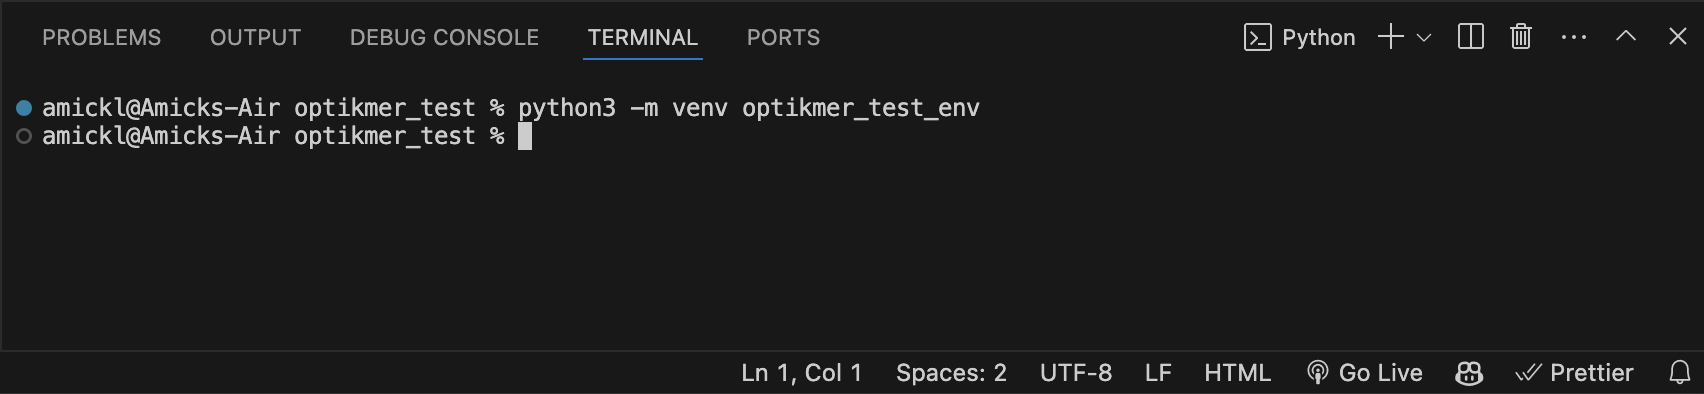 PROBLEMS OUTPUT DEBUG CONSOLE TERMINAL PORTS Python
amickl@Amicks-Air optikmer_test % python3 -m venv optikmer_test_env
amickl@Amicks-Air optikmer_test %
Ln 1, Col 1 Spaces: 2 UTF-8 LF HTML Go Live Prettier